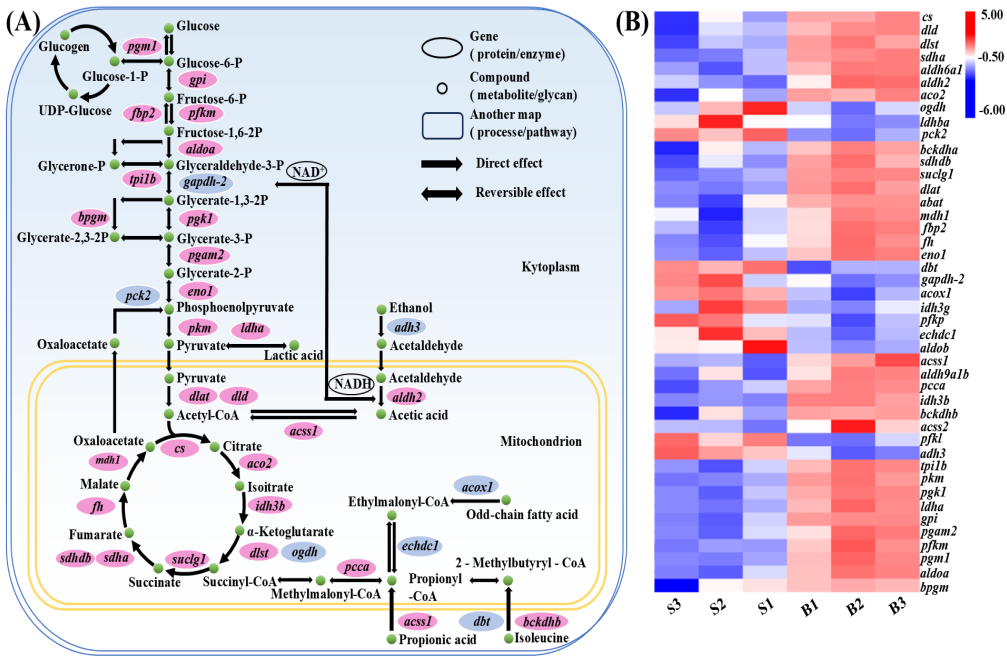 (A)
Glucose
Glucogen
pgm1
Glucose-6-P
Glucose-1-P
gpi
UDP-Glucose
Fructose-6-P
fbp2
pfkm
Fructose-1,6-2P
aldoa
Glycerone-P
Glyceraldehyde-3-P
tpi1b
gapdh-2
NAD⁺
Glycerate-1,3-2P
bpgm
pgk1
Glycerate-2,3-2P
Glycerate-3-P
pgam2
Glycerate-2-P
eno1
pck2
Phosphoenolpyruvate
pkm
ldha
Oxaloacetate
Pyruvate
Lactic acid
Ethanol
adh3
Acetaldehyde
Gene
( protein/enzyme)
Compound
( metabolite/glycan)
Another map
( processe/pathway)
Direct effect
Reversible effect
Kytoplasm
Pyruvate
dlat
dld
Acetyl-CoA
NADH
Acetaldehyde
aldh2
Acetic acid
acss1
Mitochondrion
Oxaloacetate
mdh1
cs
Citrate
aco2
Malate
Isoitrate
fh
idh3b
α-Ketoglutarate
Fumarate
dlst
ogdh
sdhdb
sdha
suclg1
Succinate
Succinyl-CoA
Ethylmalonyl-CoA
acox1
Odd-chain fatty acid
echdc1
pcca
Methylmalonyl-CoA
Propionyl
-CoA
2 - Methylbutyryl - CoA
acss1
dbt
bckdhb
Propionic acid
Isoleucine
(B)
cs
dld
dlst
sdha
aldh6a1
aldh2
aco2
ogdh
ldhba
pck2
bckdha
sdhdb
suclg1
dlat
abat
mdh1
fbp2
fh
eno1
dbt
gapdh-2
acox1
idh3g
pfkp
echdc1
aldob
acss1
aldh9a1b
pcca
idh3b
bckdhb
acss2
pfkl
adh3
tpi1b
pkm
pgk1
ldha
gpi
pgam2
pfkm
pgm1
aldoa
bpgm
S3 S2 S1 B1 B2 B3
5.00
-0.50
-6.00